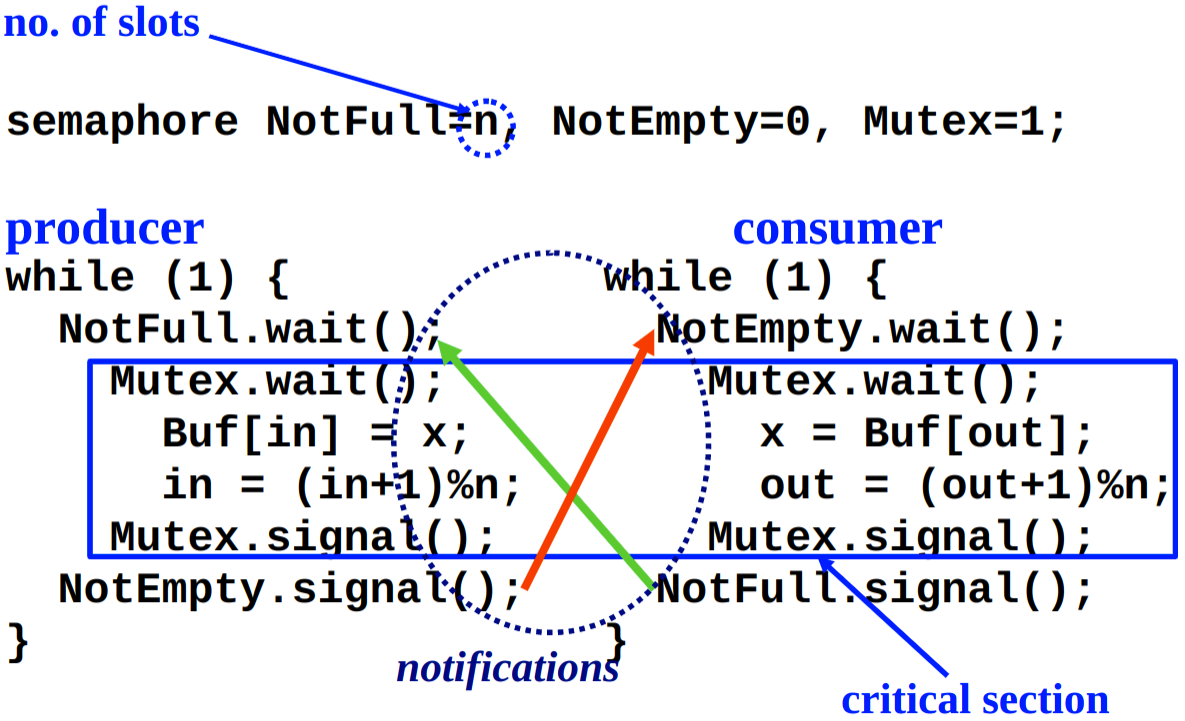 no. of slots
semaphore NotFull=n, NotEmpty=0, Mutex=1;
producer
while (1) {
NotFull.wait();
Mutex.wait();
Buf[in] = x;
in = (in+1)%n;
Mutex.signal();
NotEmpty.signal();
}
consumer
while (1) {
NotEmpty.wait();
Mutex.wait();
x = Buf[out];
out = (out+1)%n;
Mutex.signal();
NotFull.signal();
}
notifications
critical section